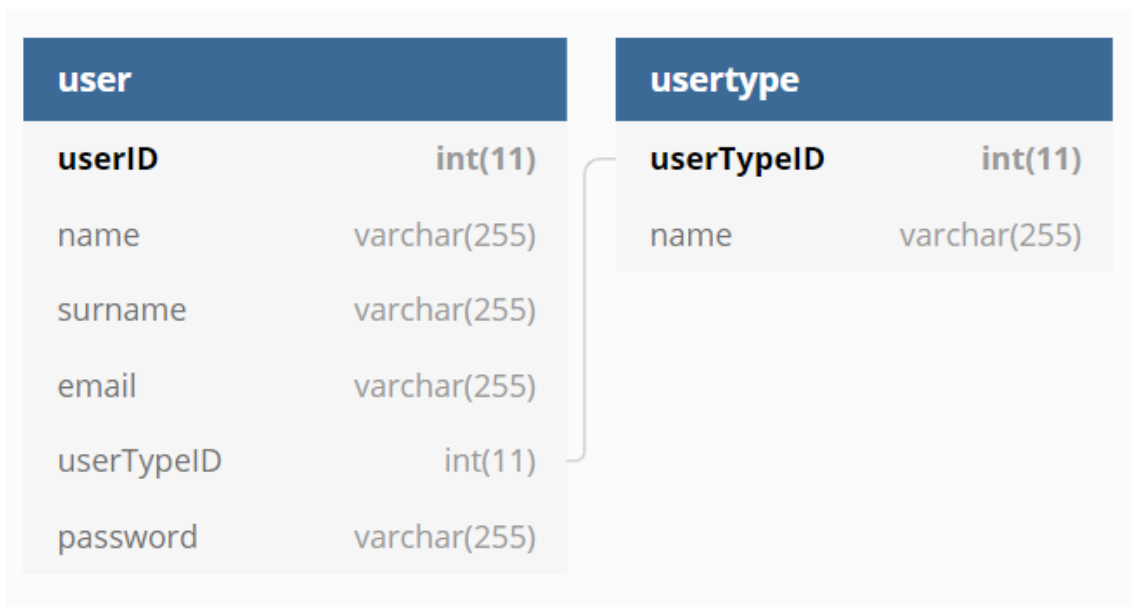 user
userID int(11)
name varchar(255)
surname varchar(255)
email varchar(255)
userTypeID int(11)
password varchar(255)
usertype
userTypeID int(11)
name varchar(255)